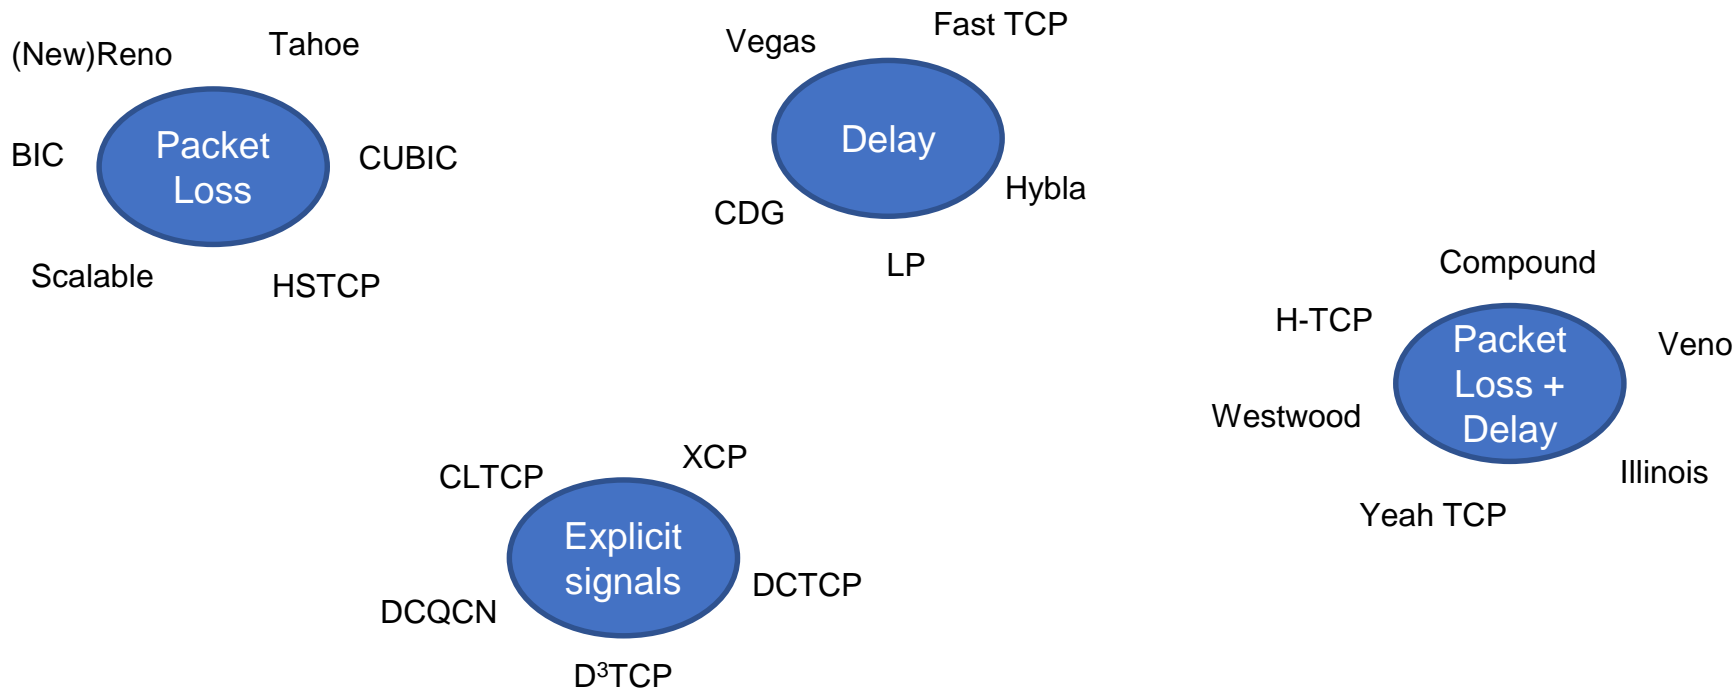 (New)Reno
Tahoe
BIC
Packet
Loss
CUBIC
Scalable
HSTCP
Vegas
Fast TCP
Delay
Hybla
CDG
LP
Compound
H-TCP
Packet
Loss +
Delay
Veno
Westwood
Illinois
Yeah TCP
CLTCP
XCP
Explicit
signals
DCTCP
DCQCN
D³TCP